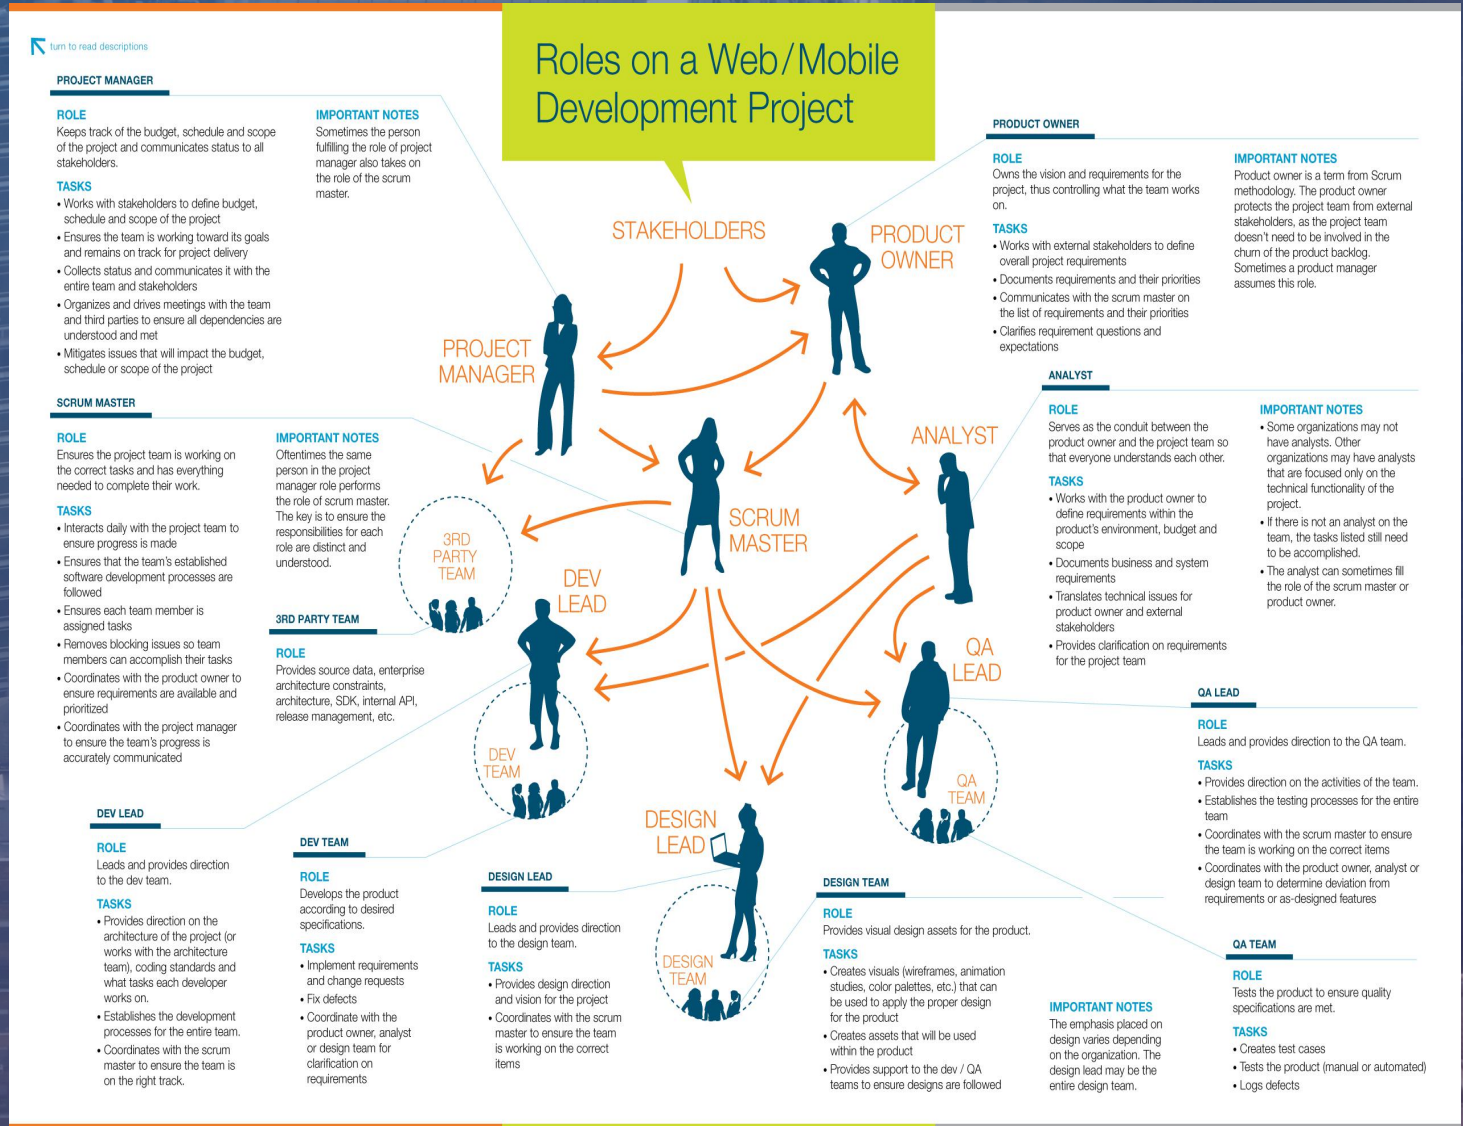 Roles on a Web/Mobile
Development Project
turn to read descriptions
PROJECT MANAGER
ROLE
Keeps track of the budget, schedule and scope
of the project and communicates status to all
stakeholders.
TASKS
• Works with stakeholders to define budget,
schedule and scope of the project
• Ensures the team is working toward its goals
and remains on track for project delivery
• Collects status and communicates it with the
entire team and stakeholders
• Organizes and drives meetings with the team
and third parties to ensure all dependencies are
understood and met
• Mitigates issues that will impact the budget,
schedule or scope of the project
IMPORTANT NOTES
Sometimes the person
fulfilling the role of project
manager also takes on
the role of the scrum
master.
PRODUCT OWNER
ROLE
Owns the vision and requirements for the
project, thus controlling what the team works
on.
TASKS
• Works with external stakeholders to define
overall project requirements
• Documents requirements and their priorities
• Communicates with the scrum master on
the list of requirements and their priorities
• Clarifies requirement questions and
expectations
IMPORTANT NOTES
Product owner is a term from Scrum
methodology. The product owner
protects the project team from external
stakeholders, as the project team
doesn't need to be involved in the
churn of the product backlog.
Sometimes a product manager
assumes this role.
STAKEHOLDERS
PRODUCT
OWNER
PROJECT
MANAGER
ANALYST
SCRUM
MASTER
3RD
PARTY
TEAM
DEV
LEAD
QA
LEAD
DEV
TEAM
QA
TEAM
DESIGN
LEAD
DESIGN
TEAM
SCRUM MASTER
ROLE
Ensures the project team is working on
the correct tasks and has everything
needed to complete their work.
TASKS
• Interacts daily with the project team to
ensure progress is made
• Ensures that the team's established
software development processes are
followed
• Ensures each team member is
assigned tasks
• Removes blocking issues so team
members can accomplish their tasks
• Coordinates with the product owner to
ensure requirements are available and
prioritized
• Coordinates with the project manager
to ensure the team's progress is
accurately communicated
IMPORTANT NOTES
Oftentimes the same
person in the project
manager role performs
the role of scrum master.
The key is to ensure the
responsibilities for each
role are distinct and
understood.
3RD PARTY TEAM
ROLE
Provides source data, enterprise
architecture constraints,
architecture, SDK, internal API,
release management, etc.
ANALYST
ROLE
Serves as the conduit between the
product owner and the project team so
that everyone understands each other.
TASKS
• Works with the product owner to
define requirements within the
product's environment, budget and
scope
• Documents business and system
requirements
• Translates technical issues for
product owner and external
stakeholders
• Provides clarification on requirements
for the project team
IMPORTANT NOTES
• Some organizations may not
have analysts. Other
organizations may have analysts
that are focused only on the
technical functionality of the
project.
• If there is not an analyst on the
team, the tasks listed still need
to be accomplished.
• The analyst can sometimes fill
the role of the scrum master or
product owner.
QA LEAD
ROLE
Leads and provides direction to the QA team.
TASKS
• Provides direction on the activities of the team.
• Establishes the testing processes for the entire
team
• Coordinates with the scrum master to ensure
the team is working on the correct items
• Coordinates with the product owner, analyst or
design team to determine deviation from
requirements or as-designed features
DEV LEAD
ROLE
Leads and provides direction
to the dev team.
TASKS
• Provides direction on the
architecture of the project (or
works with the architecture
team), coding standards and
what tasks each developer
works on.
• Establishes the development
processes for the entire team.
• Coordinates with the scrum
master to ensure the team is
on the right track.
DEV TEAM
ROLE
Develops the product
according to desired
specifications.
TASKS
• Implement requirements
and change requests
• Fix defects
• Coordinate with the
product owner, analyst
or design team for
clarification on
requirements
DESIGN LEAD
ROLE
Leads and provides direction
to the design team.
TASKS
• Provides design direction
and vision for the project
• Coordinates with the scrum
master to ensure the team
is working on the correct
items
DESIGN TEAM
ROLE
Provides visual design assets for the product.
TASKS
• Creates visuals (wireframes, animation
studies, color palettes, etc.) that can
be used to apply the proper design
for the product
• Creates assets that will be used
within the product
• Provides support to the dev / QA
teams to ensure designs are followed
IMPORTANT NOTES
The emphasis placed on
design varies depending
on the organization. The
design lead may be the
entire design team.
QA TEAM
ROLE
Tests the product to ensure quality
specifications are met.
TASKS
• Creates test cases
• Tests the product (manual or automated)
• Logs defects